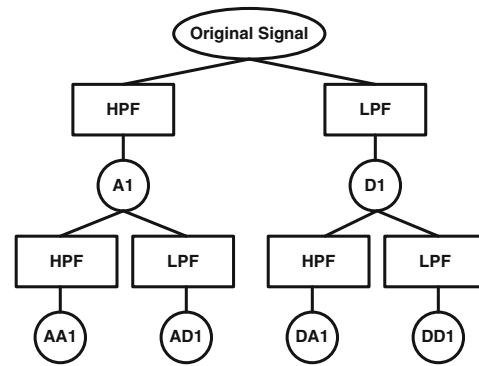 Original Signal
HPF
LPF
A1
D1
HPF
LPF
HPF
LPF
AA1
AD1
DA1
DD1